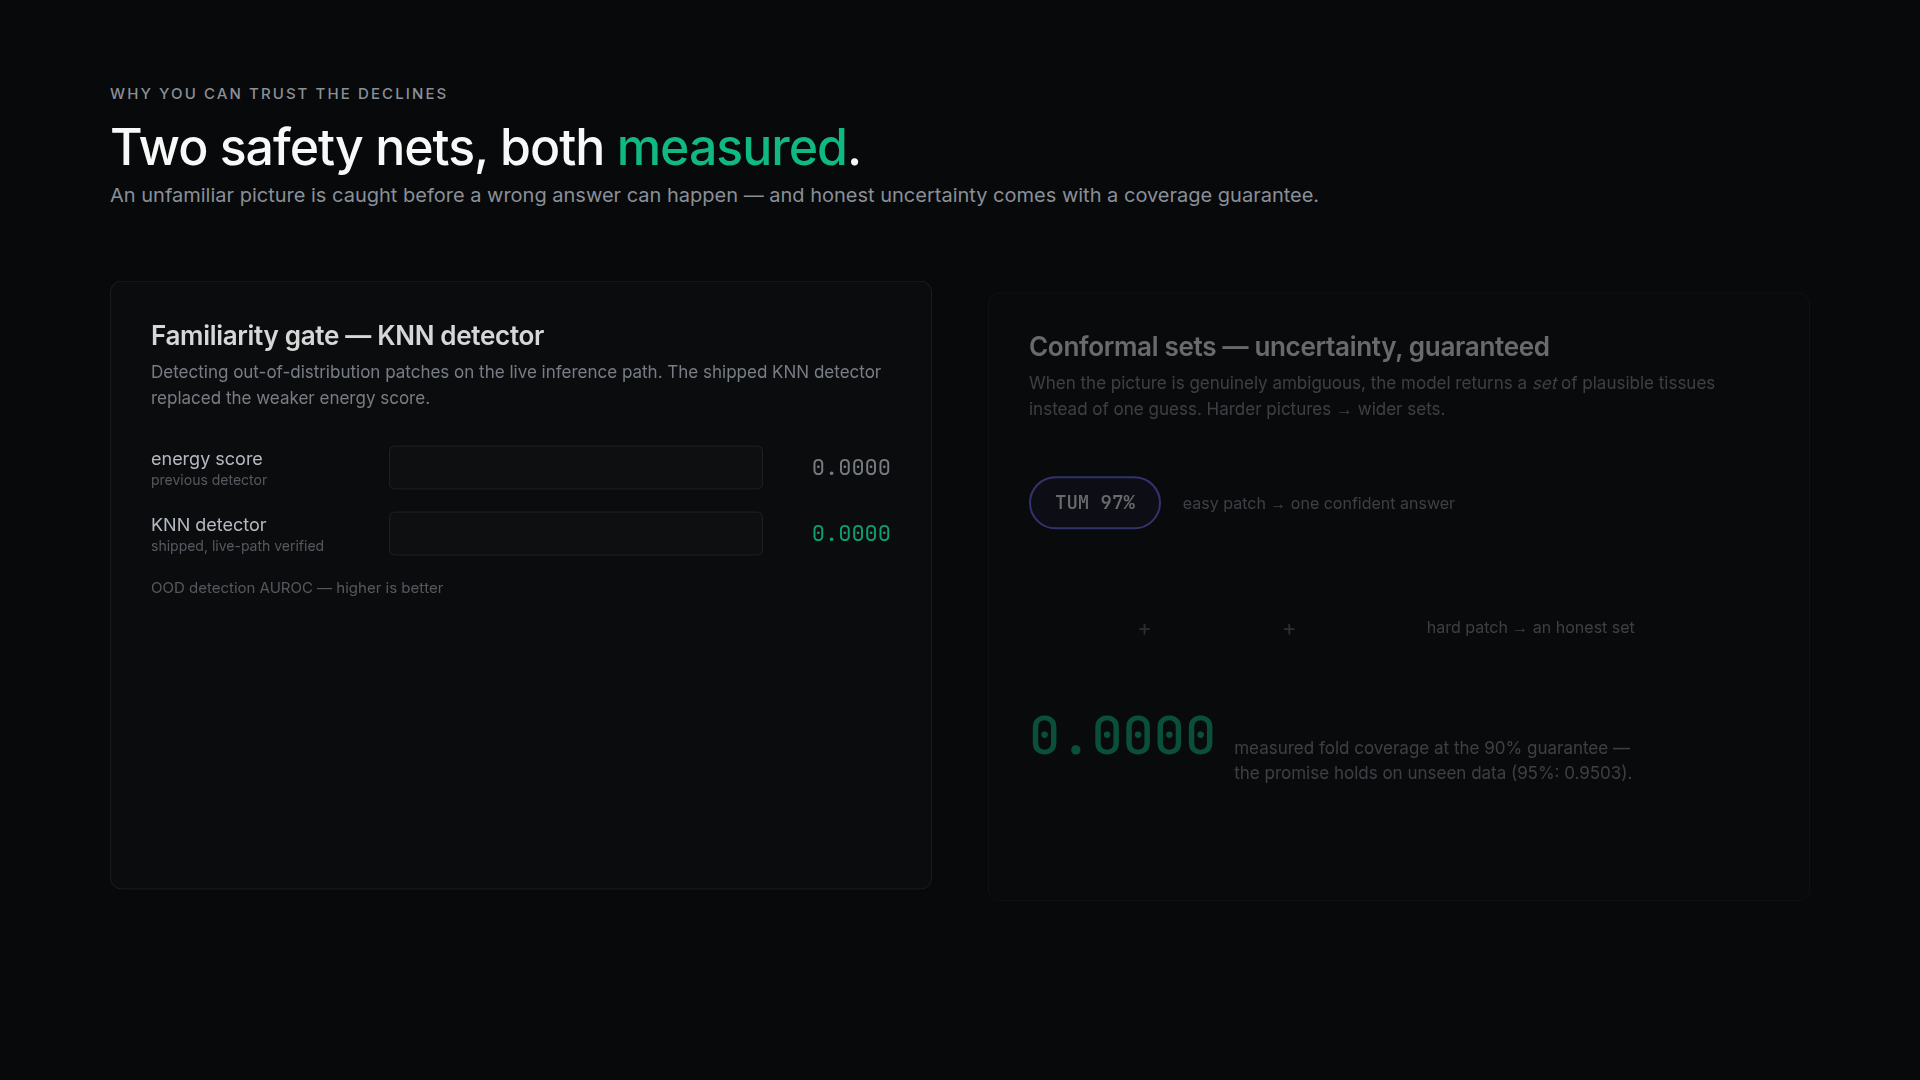 WHY YOU CAN TRUST THE DECLINES
Two safety nets, both measured.
An unfamiliar picture is caught before a wrong answer can happen — and honest uncertainty comes with a coverage guarantee.
Familiarity gate — KNN detector
Detecting out-of-distribution patches on the live inference path. The shipped KNN detector
replaced the weaker energy score.
energy score
previous detector
0.0000
KNN detector
shipped, live-path verified
0.0000
OOD detection AUROC — higher is better
Conformal sets — uncertainty, guaranteed
When the picture is genuinely ambiguous, the model returns a set of plausible tissues
instead of one guess. Harder pictures → wider sets.
TUM 97%
easy patch → one confident answer
+ + hard patch → an honest set
0.0000
measured fold coverage at the 90% guarantee —
the promise holds on unseen data (95%: 0.9503).